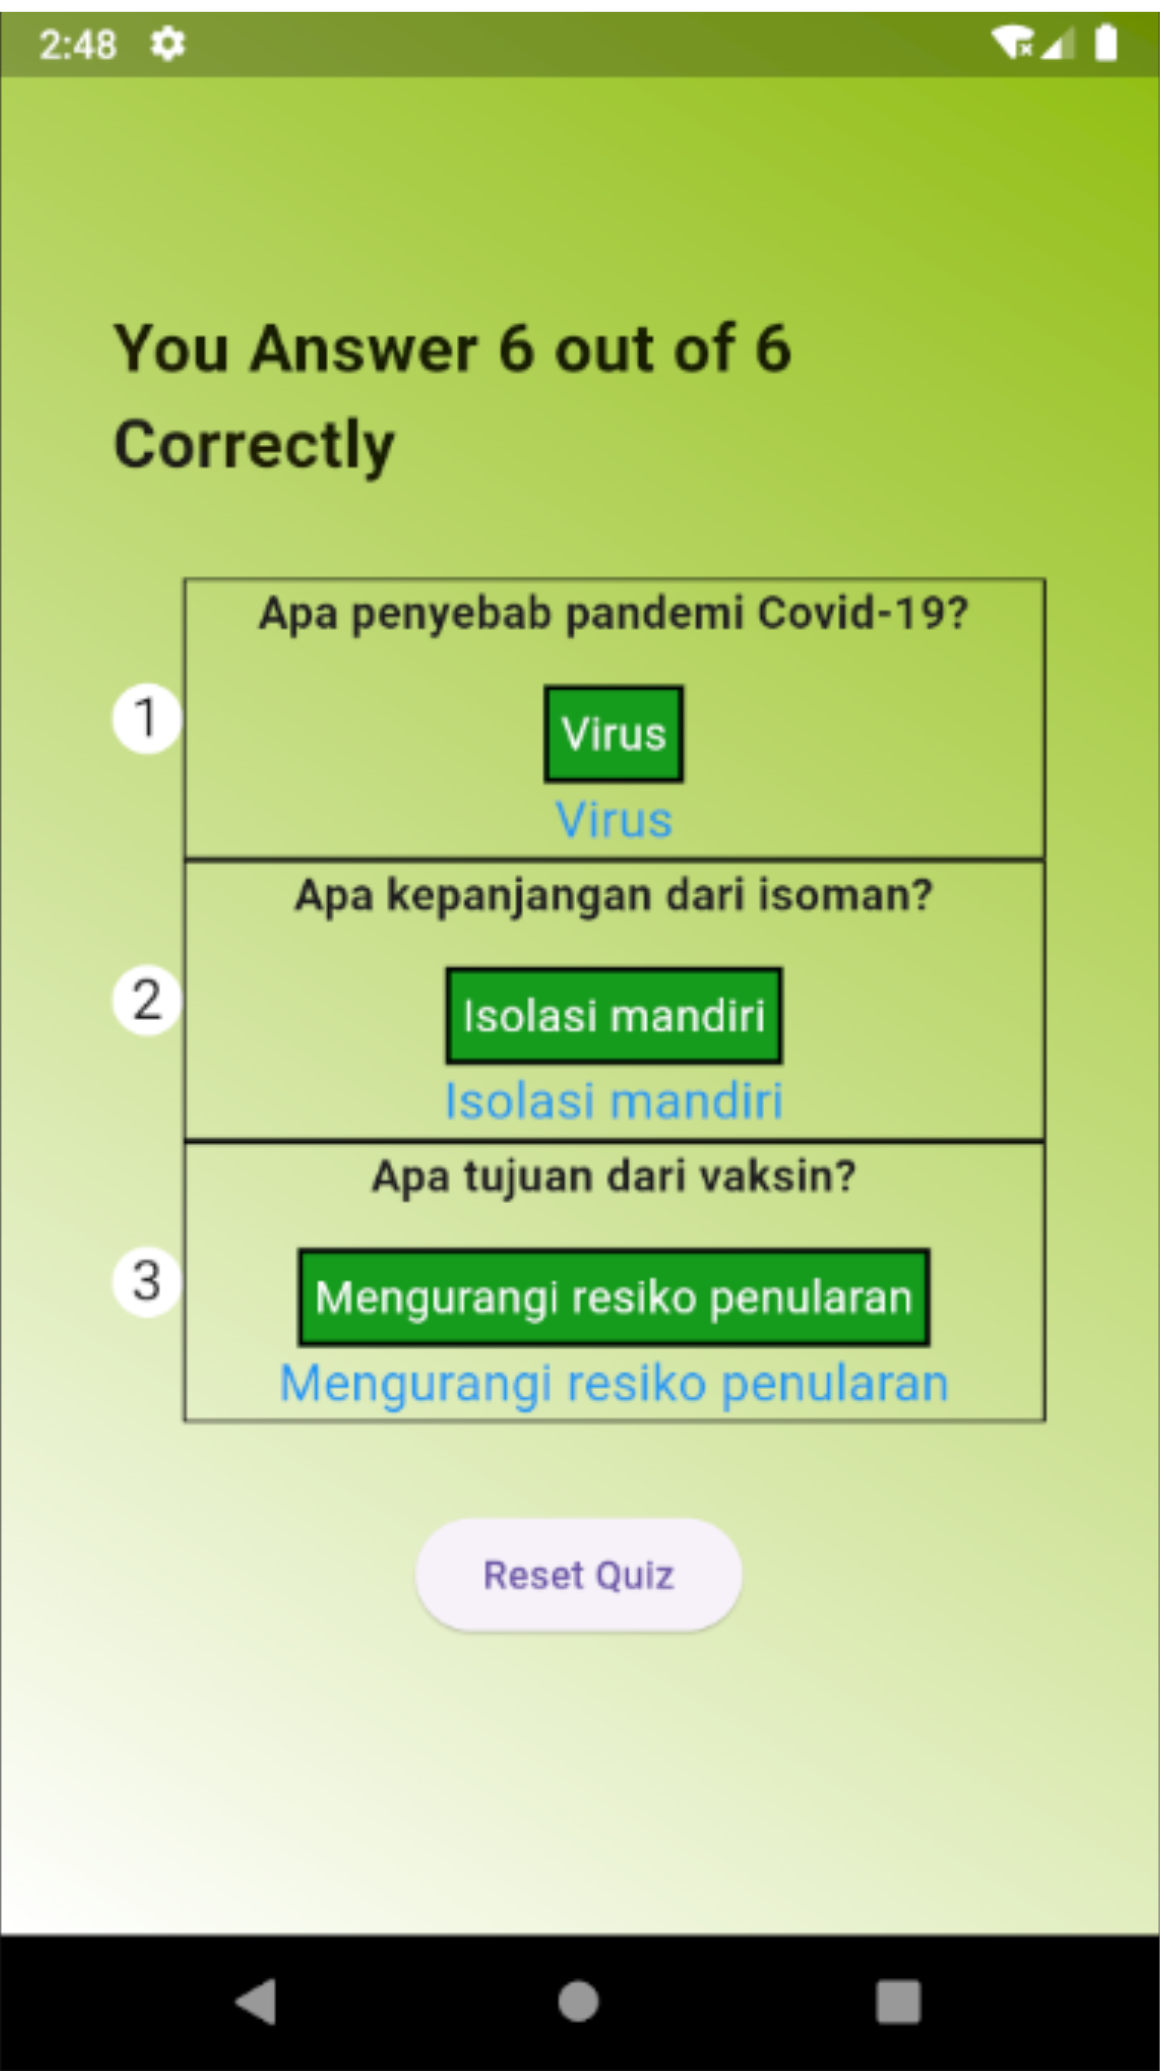 2:48
You Answer 6 out of 6
Correctly
Apa penyebab pandemi Covid-19?
1
Virus
Virus
Apa kepanjangan dari isoman?
2
Isolasi mandiri
Isolasi mandiri
Apa tujuan dari vaksin?
3
Mengurangi resiko penularan
Mengurangi resiko penularan
Reset Quiz